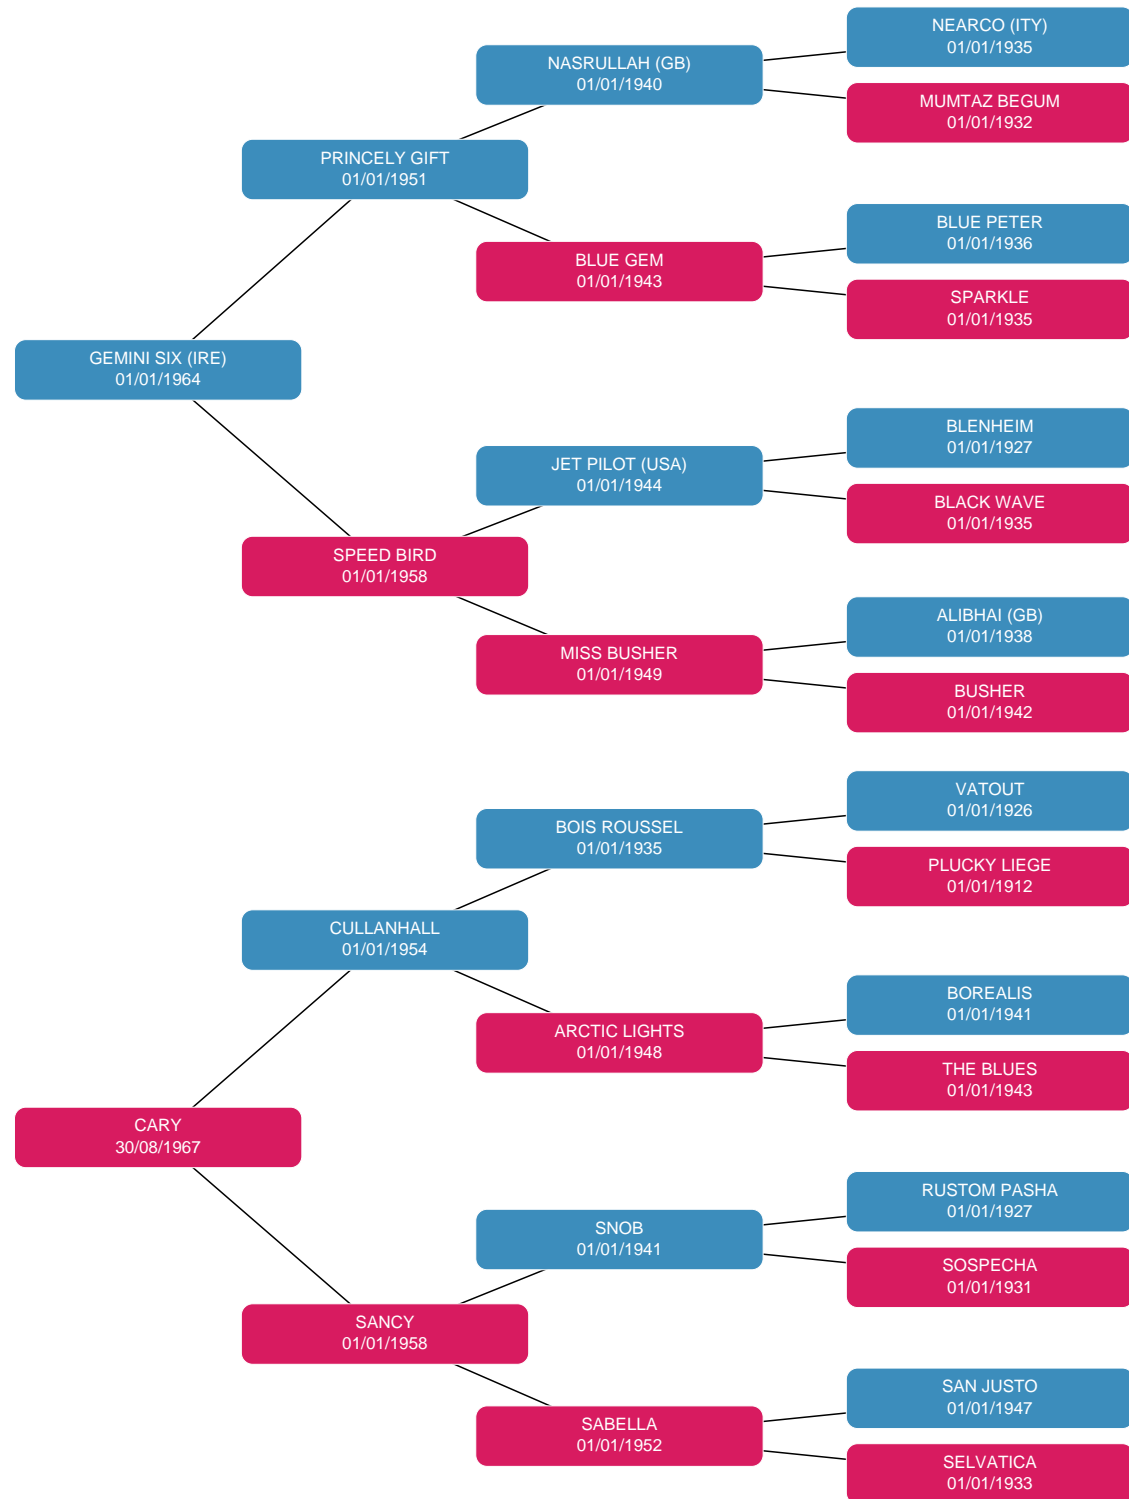 NEARCO (ITY)
01/01/1935
NASRULLAH (GB)
01/01/1940
MUMTAZ BEGUM
01/01/1932
PRINCELY GIFT
01/01/1951
BLUE PETER
01/01/1936
BLUE GEM
01/01/1943
SPARKLE
01/01/1935
GEMINI SIX (IRE)
01/01/1964
BLENHEIM
01/01/1927
JET PILOT (USA)
01/01/1944
BLACK WAVE
01/01/1935
SPEED BIRD
01/01/1958
ALIBHAI (GB)
01/01/1938
MISS BUSHER
01/01/1949
BUSHER
01/01/1942
VATOUT
01/01/1926
BOIS ROUSSEL
01/01/1935
PLUCKY LIEGE
01/01/1912
CULLANHALL
01/01/1954
BOREALIS
01/01/1941
ARCTIC LIGHTS
01/01/1948
THE BLUES
01/01/1943
CARY
30/08/1967
RUSTOM PASHA
01/01/1927
SNOB
01/01/1941
SOSPECHA
01/01/1931
SANCY
01/01/1958
SAN JUSTO
01/01/1947
SABELLA
01/01/1952
SELVATICA
01/01/1933